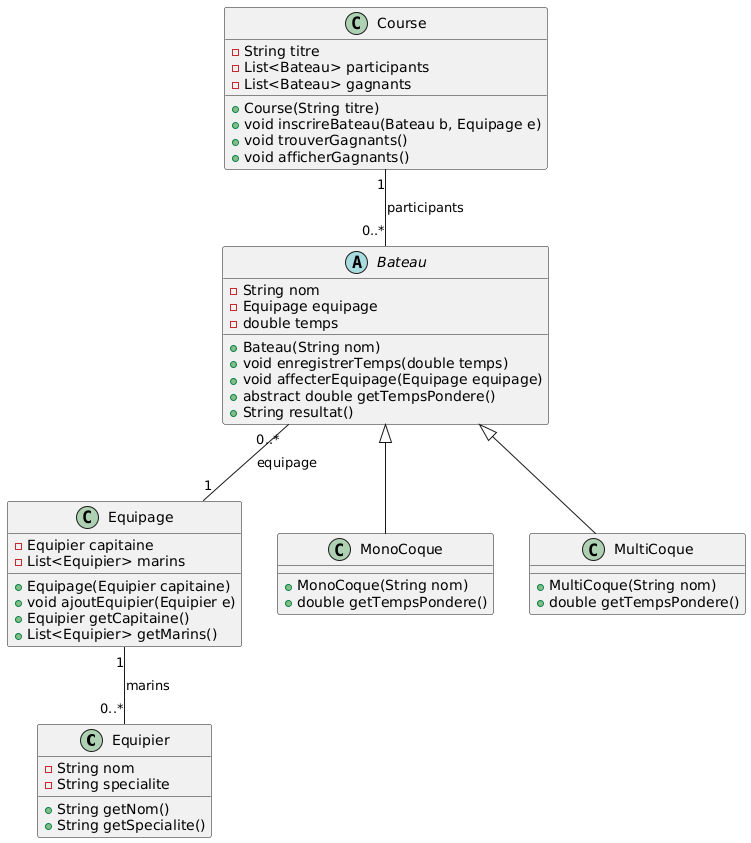 C Course
String titre
List<Bateau> participants
List<Bateau> gagnants
Course(String titre)
void inscrireBateau(Bateau b, Equipage e)
void trouverGagnants()
void afficherGagnants()
1
participants
0..*
A Bateau
String nom
Equipage equipage
double temps
Bateau(String nom)
void enregistrerTemps(double temps)
void affecterEquipage(Equipage equipage)
abstract double getTempsPondere()
String resultat()
0..*
equipage
1
C Equipage
Equipier capitaine
List<Equipier> marins
Equipage(Equipier capitaine)
void ajoutEquipier(Equipier e)
Equipier getCapitaine()
List<Equipier> getMarins()
C MonoCoque
MonoCoque(String nom)
double getTempsPondere()
C MultiCoque
MultiCoque(String nom)
double getTempsPondere()
1
marins
0..*
C Equipier
String nom
String specialite
String getNom()
String getSpecialite()